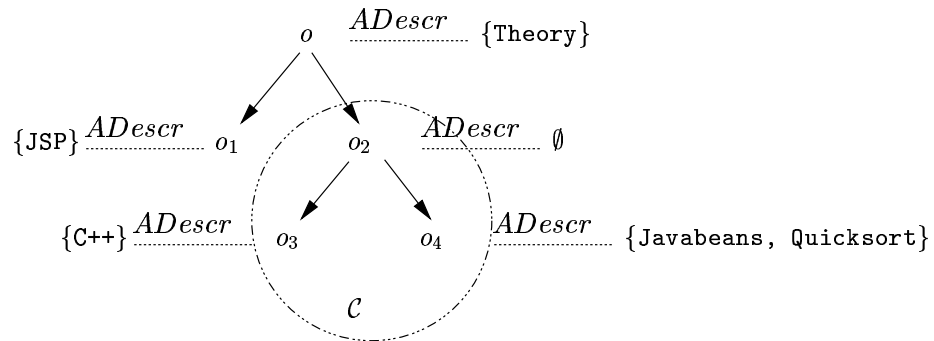 o ADescr {Theory}
{JSP} ADescr o₁ o₂ ADescr ∅
{C++} ADescr o₃ o₄ ADescr {Javabeans, Quicksort}
𝒞